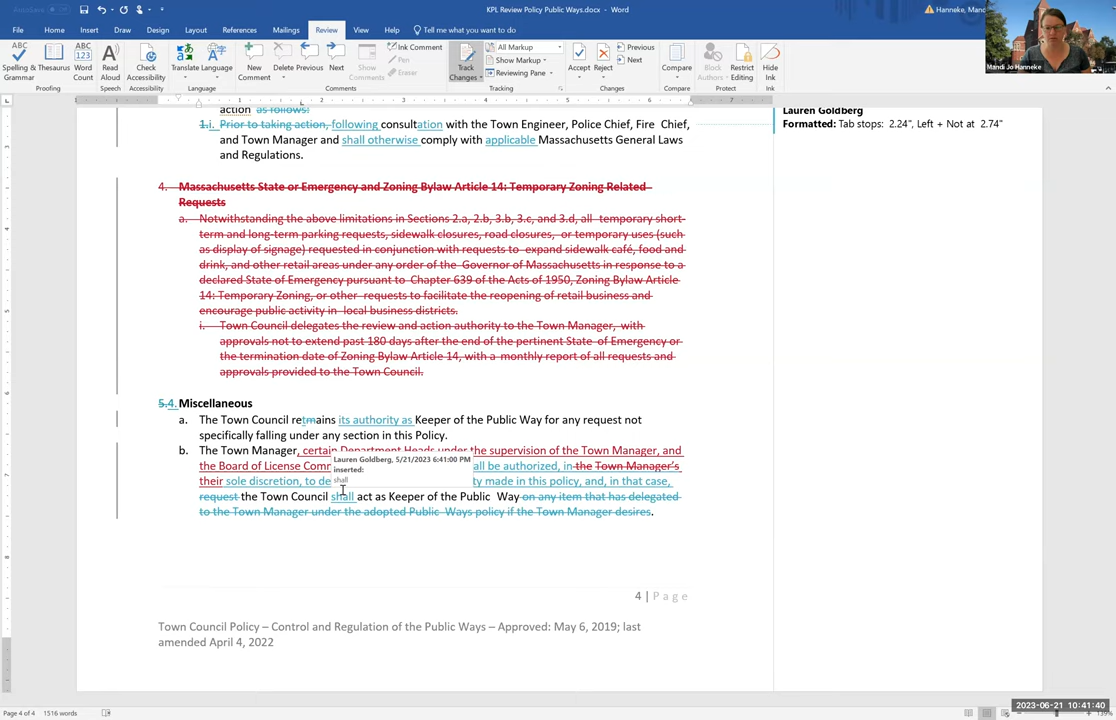 AutoSave Off
KPL Review Policy Public Ways.docx - Word
Hanneke, Mand
File Home Insert Draw Design Layout References Mailings Review View Help Tell me what you want to do
Mandi Jo Hanneke
Spelling & Grammar Thesaurus Word Count Read Aloud Check Accessibility Translate Language New Comment Delete Previous Next Show Comments Ink Comment Pen Eraser Track Changes All Markup Show Markup Reviewing Pane Accept Reject Previous Next Compare Block Authors Restrict Editing Hide Ink
Proofing Speech Accessibility Language Comments Tracking Changes Compare Protect Ink
action as follows:
1.i. Prior to taking action, following consultation with the Town Engineer, Police Chief, Fire Chief,
and Town Manager and shall otherwise comply with applicable Massachusetts General Laws
and Regulations.
Lauren Goldberg
Formatted: Tab stops: 2.24", Left + Not at 2.74"
4. Massachusetts State or Emergency and Zoning Bylaw Article 14: Temporary Zoning Related
Requests
a. Notwithstanding the above limitations in Sections 2.a, 2.b, 3.b, 3.c, and 3.d, all temporary short-
term and long-term parking requests, sidewalk closures, road closures, or temporary uses (such
as display of signage) requested in conjunction with requests to expand sidewalk café, food and
drink, and other retail areas under any order of the Governor of Massachusetts in response to a
declared State of Emergency pursuant to Chapter 639 of the Acts of 1950, Zoning Bylaw Article
14: Temporary Zoning, or other requests to facilitate the reopening of retail business and
encourage public activity in local business districts.
i. Town Council delegates the review and action authority to the Town Manager, with
approvals not to extend past 180 days after the end of the pertinent State of Emergency or
the termination date of Zoning Bylaw Article 14, with a monthly report of all requests and
approvals provided to the Town Council.
5.4. Miscellaneous
a. The Town Council retmains its authority as Keeper of the Public Way for any request not
specifically falling under any section in this Policy.
b. The Town Manager, certain Department Heads under the supervision of the Town Manager, and
Lauren Goldberg, 5/21/2023 6:41:00 PM
inserted:
shall
the Board of License Comm all be authorized, in the Town Manager's
their sole discretion, to de ty made in this policy, and, in that case,
request the Town Council shall act as Keeper of the Public Way on any item that has delegated
to the Town Manager under the adopted Public Ways policy if the Town Manager desires.
4 | Page
Town Council Policy – Control and Regulation of the Public Ways – Approved: May 6, 2019; last
amended April 4, 2022
Page 4 of 4 1516 words
2023-06-21 10:41:40